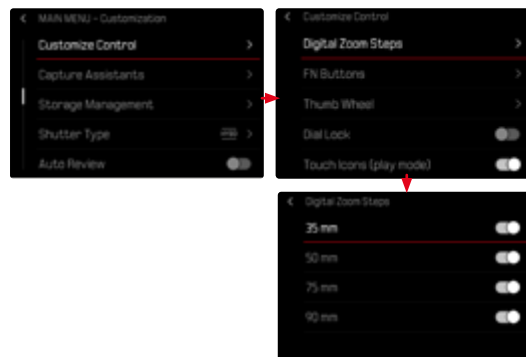 MAIN MENU - Customization
Customize Control
Capture Assistants
Storage Management
Shutter Type
Auto Review
Customize Control
Digital Zoom Steps
FN Buttons
Thumb Wheel
Dial Lock
Touch Icons (play mode)
Digital Zoom Steps
35 mm
50 mm
75 mm
90 mm